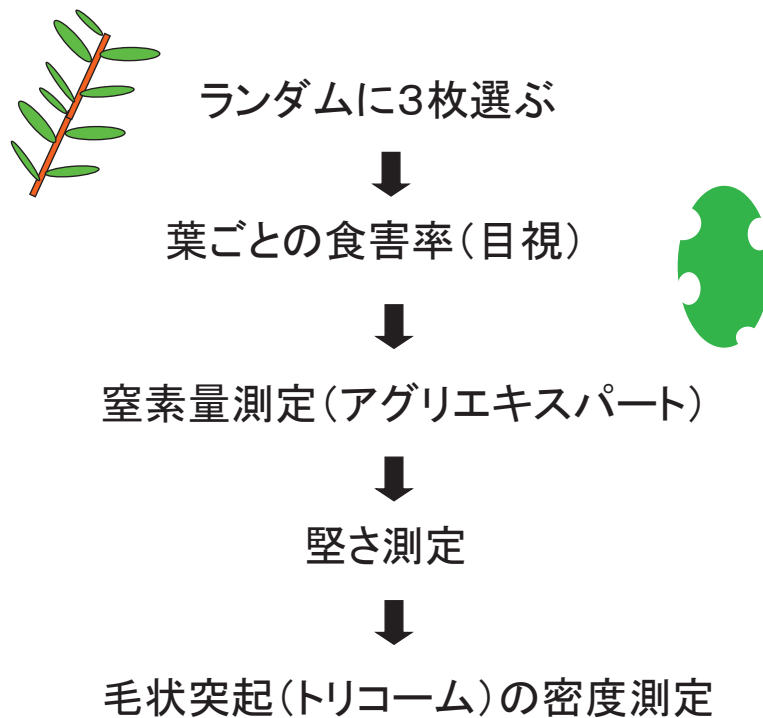 ランダムに3枚選ぶ
葉ごとの食害率(目視)
窒素量測定(アグリエキスパート)
堅さ測定
毛状突起(トリコーム)の密度測定